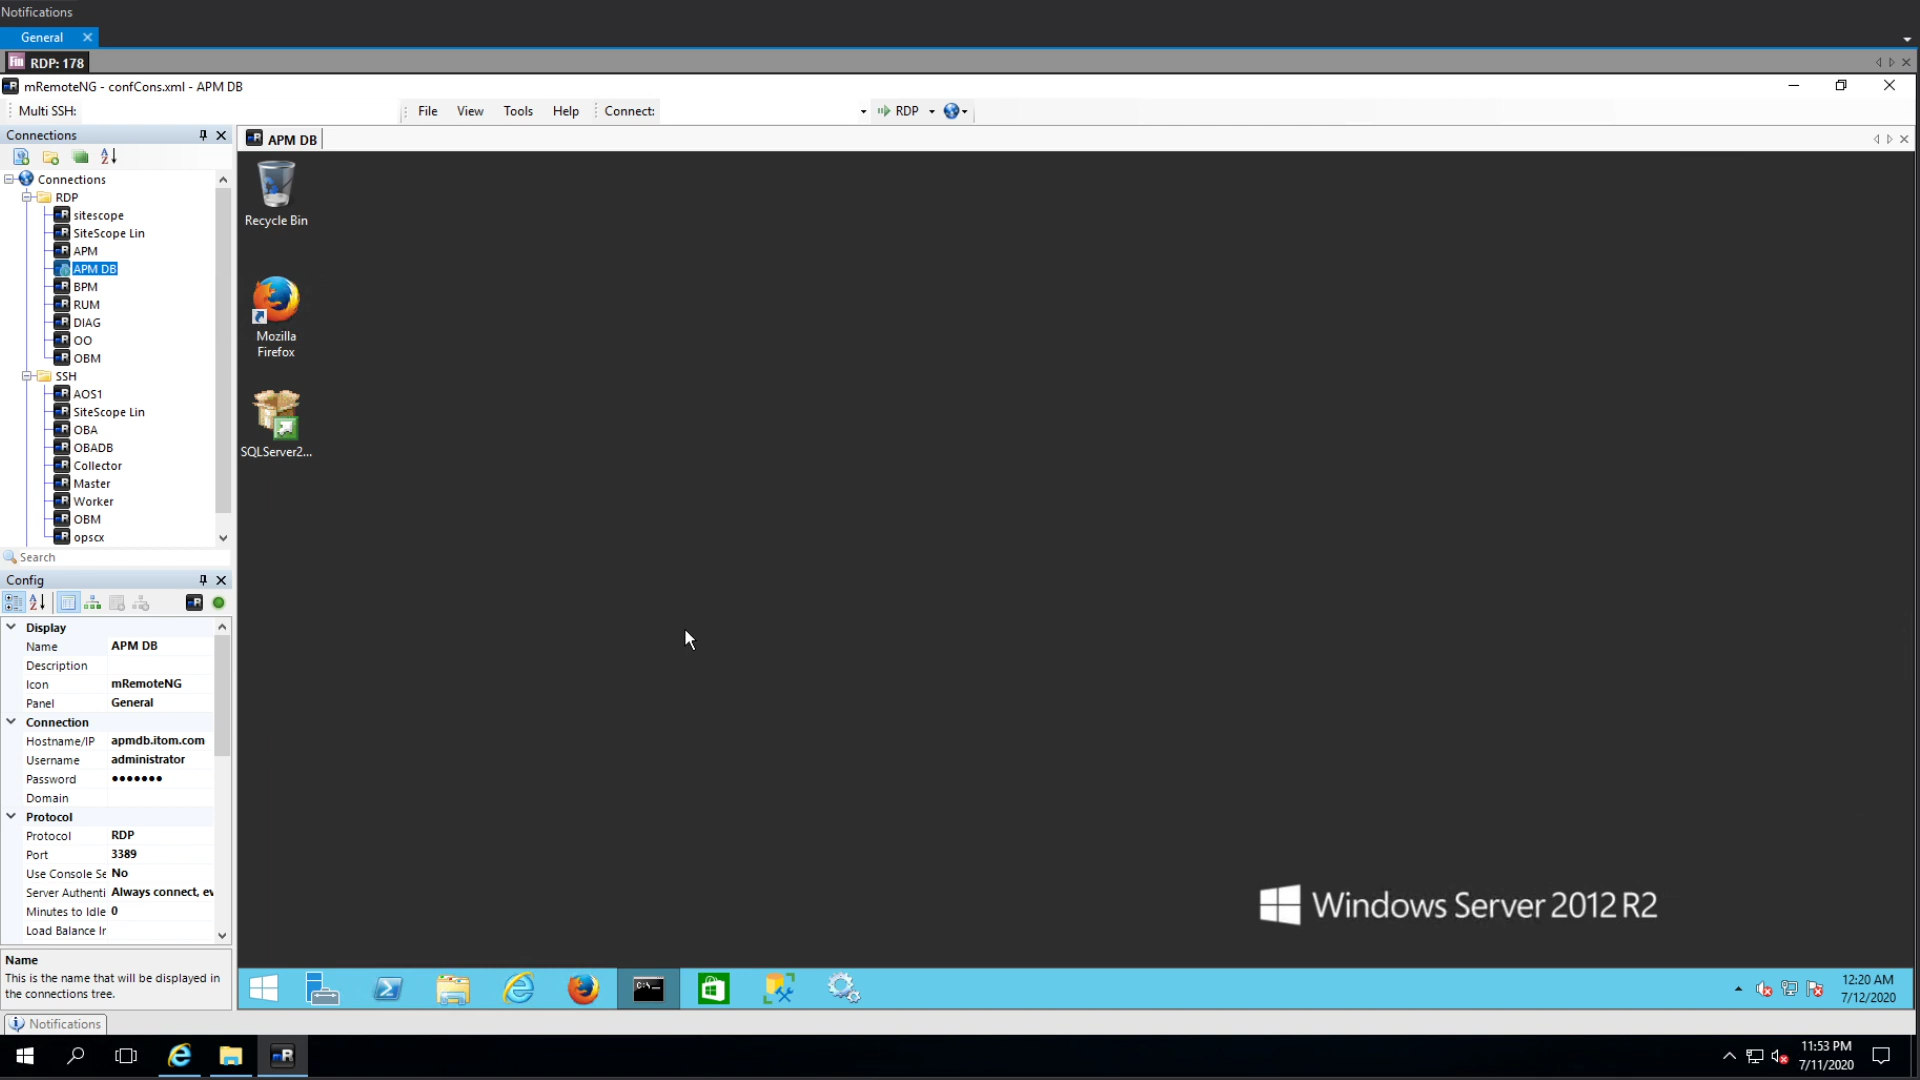 Notifications
General
RDP: 178
mRemoteNG - confCons.xml - APM DB
Multi SSH:
File View Tools Help Connect: RDP
Connections
APM DB
Connections
RDP
sitescope
SiteScope Lin
APM
APM DB
BPM
RUM
DIAG
OO
OBM
SSH
AOS1
SiteScope Lin
OBA
OBADB
Collector
Master
Worker
OBM
opscx
Search
Config
Display
Name APM DB
Description
Icon mRemoteNG
Panel General
Connection
Hostname/IP apmdb.itom.com
Username administrator
Password •••••••
Domain
Protocol
Protocol RDP
Port 3389
Use Console Se No
Server Authenti Always connect, ev
Minutes to Idle 0
Load Balance Ir
Name
This is the name that will be displayed in
the connections tree.
Notifications
Recycle Bin
Mozilla
Firefox
SQLServer2...
Windows Server 2012 R2
12:20 AM
7/12/2020
11:53 PM
7/11/2020